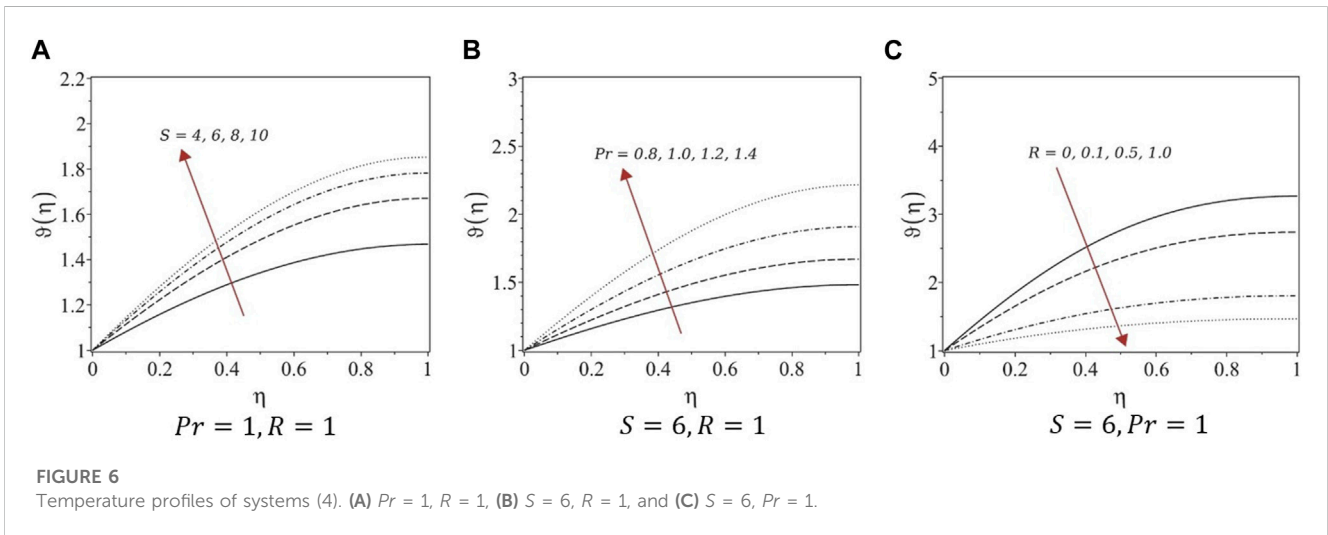 A
B
C
2.2
2
1.8
1.6
1.4
1.2
1
ϑ(η)
S = 4, 6, 8, 10
0
0.2
0.4
0.6
0.8
1
η
Pr = 1, R = 1
3
2.5
2
1.5
1
ϑ(η)
Pr = 0.8, 1.0, 1.2, 1.4
0
0.2
0.4
0.6
0.8
1
η
S = 6, R = 1
5
4
3
2
1
ϑ(η)
R = 0, 0.1, 0.5, 1.0
0
0.2
0.4
0.6
0.8
1
η
S = 6, Pr = 1
FIGURE 6
Temperature profiles of systems (4). (A) Pr = 1, R = 1, (B) S = 6, R = 1, and (C) S = 6, Pr = 1.